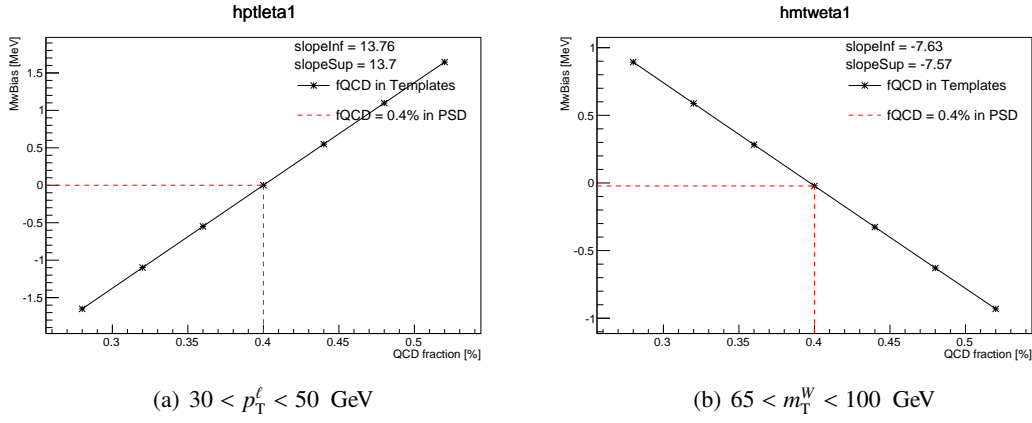 hptleta1
MwBias [MeV]
slopeInf = 13.76
slopeSup = 13.7
fQCD in Templates
fQCD = 0.4% in PSD
1.5
1
0.5
0
-0.5
-1
-1.5
0.3 0.35 0.4 0.45 0.5
QCD fraction [%]
(a) 30 < p_T^ℓ < 50 GeV
hmtweta1
MwBias [MeV]
slopeInf = -7.63
slopeSup = -7.57
fQCD in Templates
fQCD = 0.4% in PSD
1
0.5
0
-0.5
-1
0.3 0.35 0.4 0.45 0.5
QCD fraction [%]
(b) 65 < m_T^W < 100 GeV